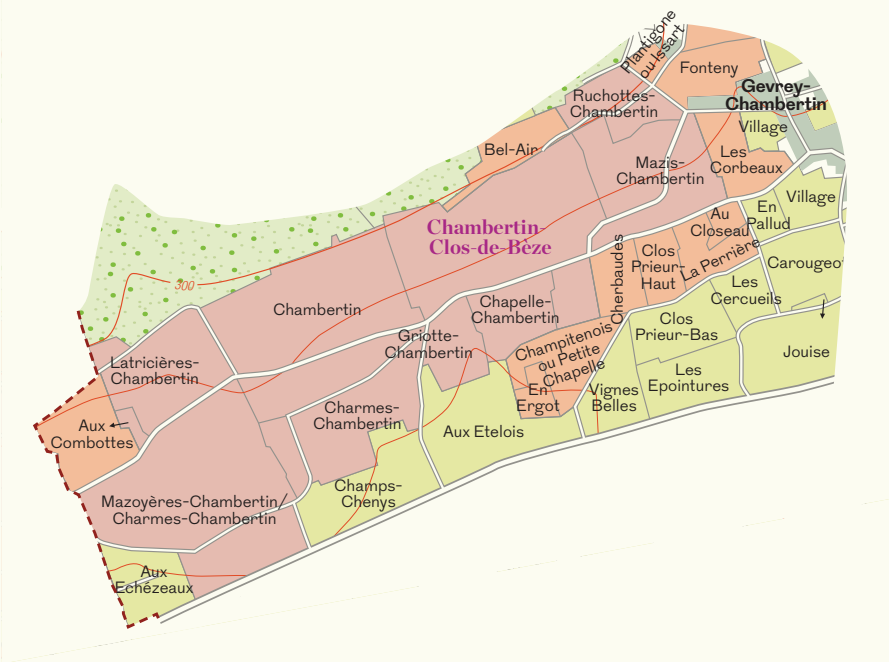 Plantigone
ou Issart
Fonteny
Gevrey-
Chambertin
Ruchottes-
Chambertin
Village
Bel-Air
Les
Corbeaux
Mazis-
Chambertin
Village
En
Pallud
Au
Closeau
Chambertin-
Clos-de-Bèze
Cherbaudes
Clos
Prieur-
Haut
La Perrière
Carougeo
300
Les
Cercueils
Chambertin
Chapelle-
Chambertin
Clos
Prieur-Bas
Griotte-
Chambertin
Champitenois
ou Petite
Chapelle
Jouise
Latricières-
Chambertin
Les
Epointures
En
Ergot
Vignes
Belles
Charmes-
Chambertin
Aux
Combottes
Aux Etelois
Champs-
Chenys
Mazoyères-Chambertin/
Charmes-Chambertin
Aux
Echézeaux